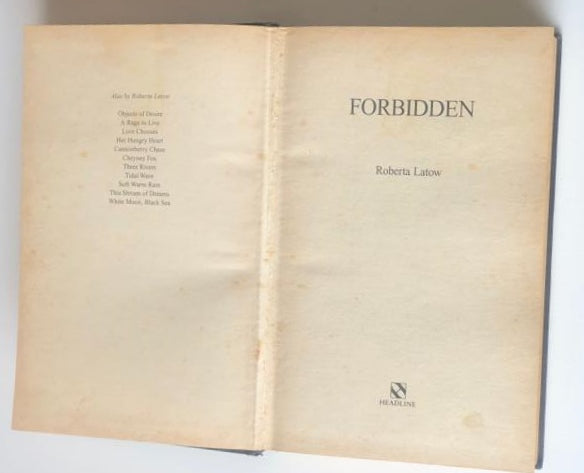 Also by Roberta Latow
Objects of Desire
A Rage to Live
Love Chooses
Her Hungry Heart
Cannonberry Chase
Cheyney Fox
Three Rivers
Tidal Wave
Soft Warm Rain
This Stream of Dreams
White Moon, Black Sea
FORBIDDEN
Roberta Latow
HEADLINE